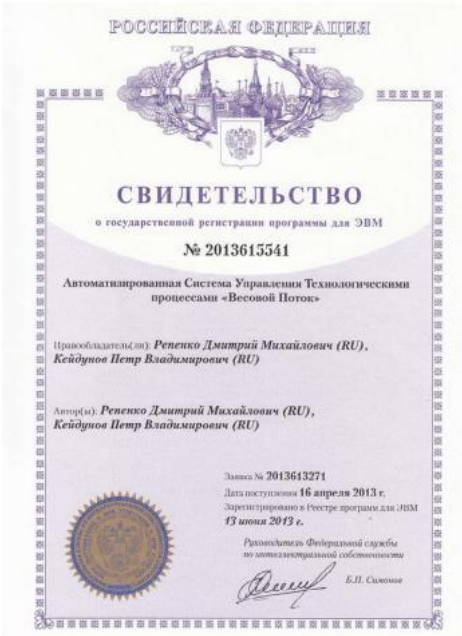 РОССИЙСКАЯ ФЕДЕРАЦИЯ
СВИДЕТЕЛЬСТВО
о государственной регистрации программы для ЭВМ
№ 2013615541
Автоматизированная Система Управления Технологическими
процессами «Весовой Поток»
Правообладатель(ли): Репенко Дмитрий Михайлович (RU),
Кейдунов Петр Владимирович (RU)
Автор(ы): Репенко Дмитрий Михайлович (RU),
Кейдунов Петр Владимирович (RU)
Заявка № 2013613271
Дата поступления 16 апреля 2013 г.
Зарегистрировано в Реестре программ для ЭВМ
13 июня 2013 г.
Руководитель Федеральной службы
по интеллектуальной собственности
Б.П. Симонов